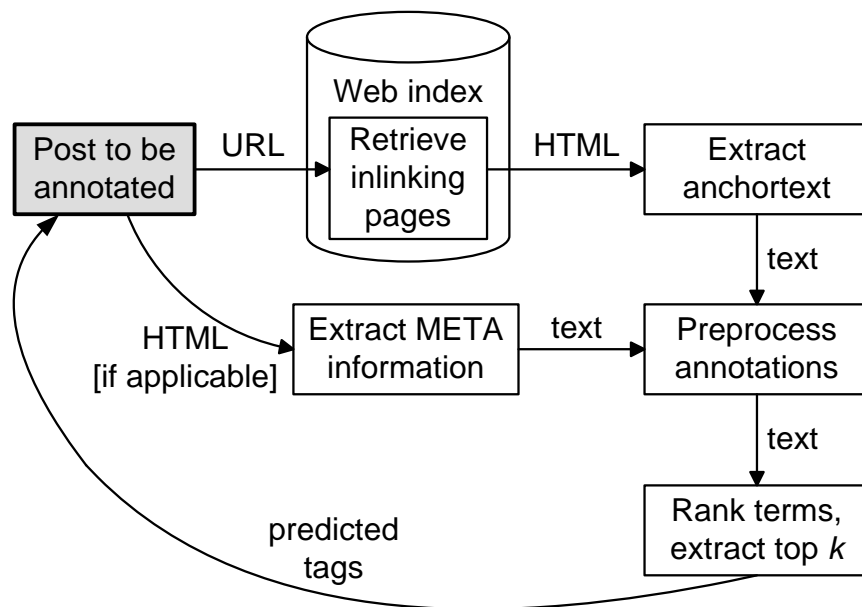 Web index
Post to be
annotated
URL
Retrieve
inlinking
pages
HTML
Extract
anchortext
text
HTML
[if applicable]
Extract META
information
text
Preprocess
annotations
text
Rank terms,
extract top k
predicted
tags